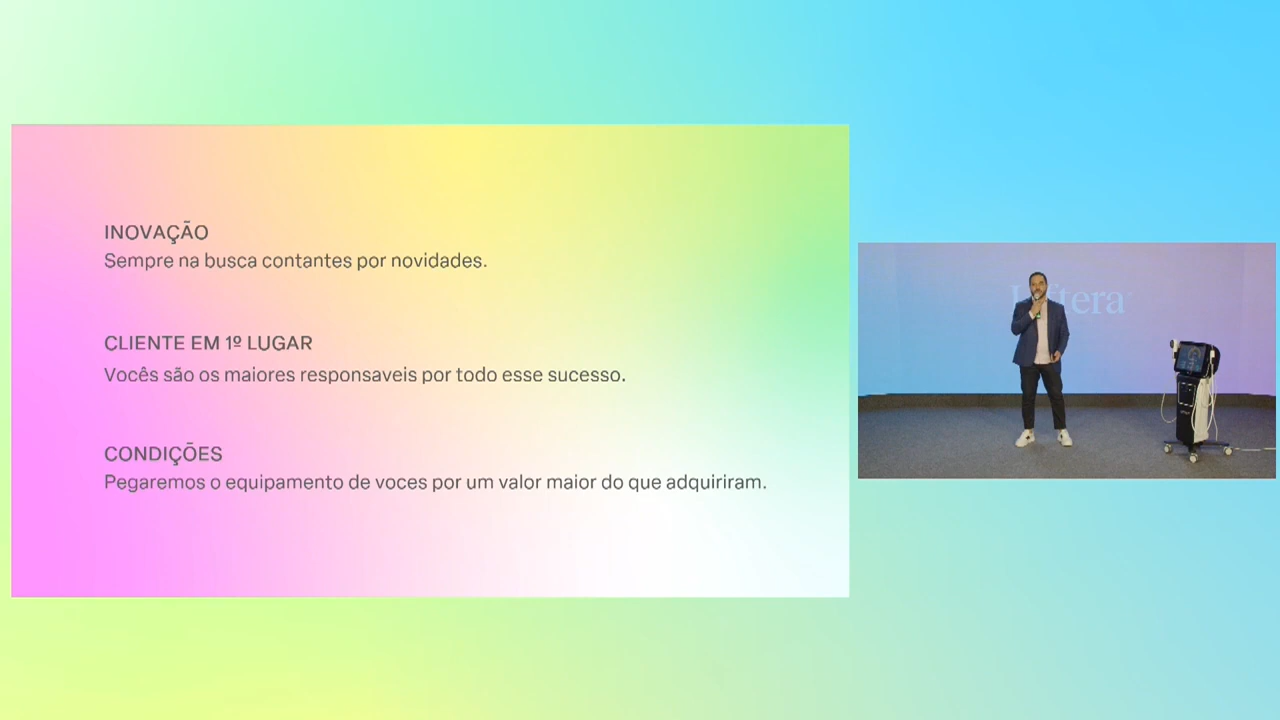 INOVAÇÃO
Sempre na busca contantes por novidades.
CLIENTE EM 1º LUGAR
Vocês são os maiores responsaveis por todo esse sucesso.
CONDIÇÕES
Pegaremos o equipamento de voces por um valor maior do que adquiriram.